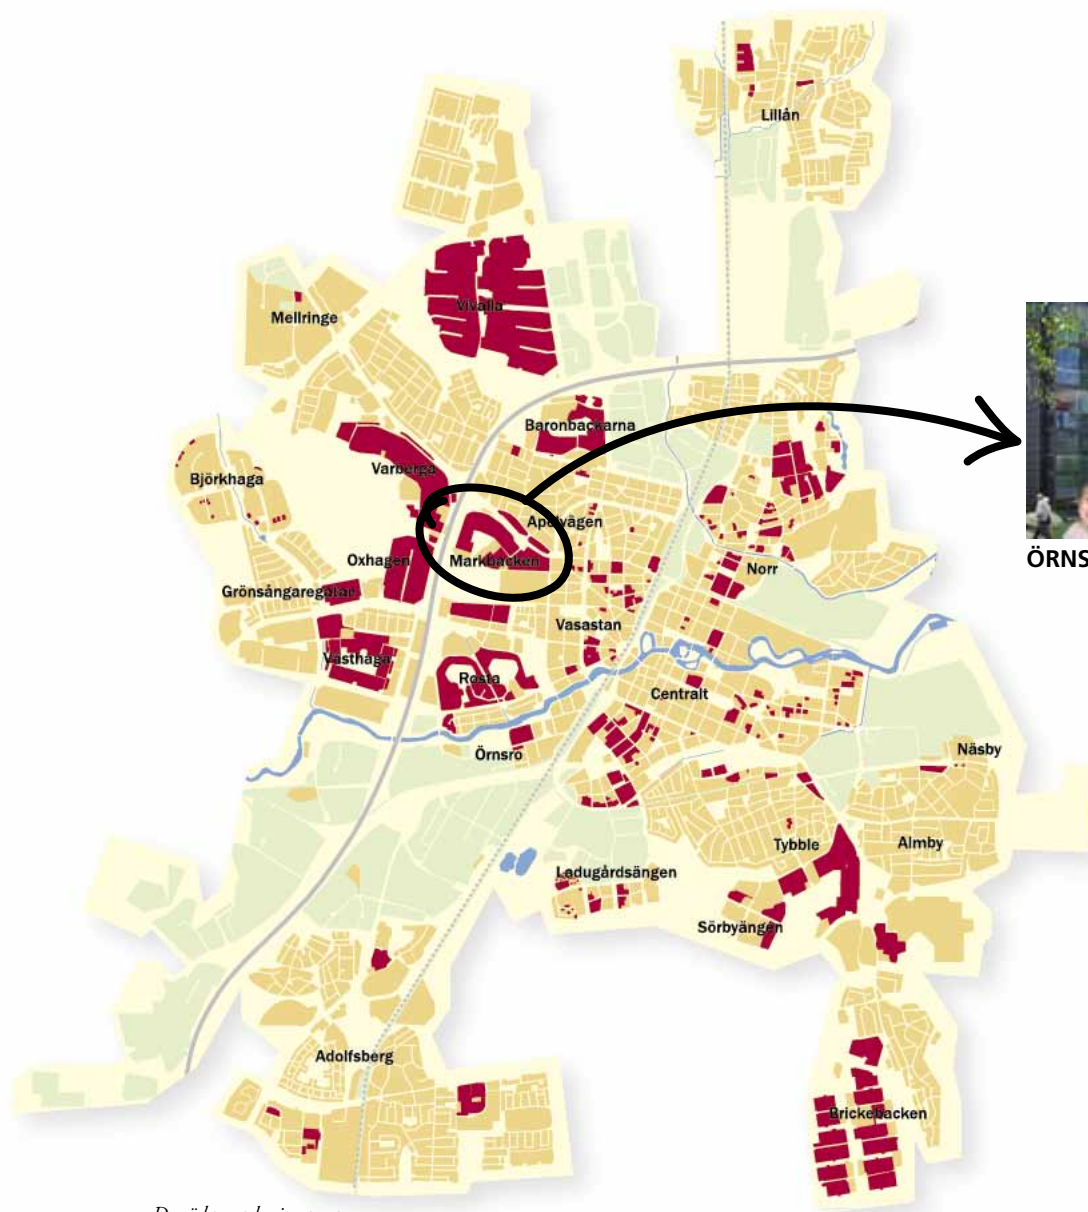 Lillån
Vivalla
Mellringe
Baronbackarna
Varberga
Björkhaga
Apelvägen
Markbacken
Oxhagen
ÖRNS
Norr
Grönsångaregatan
Vasastan
Västhaga
Rosta
Centralt
Örnsro
Näsby
Tybble
Almby
Ladugårdsängen
Sörbyängen
Adolfsberg
Brickebacken